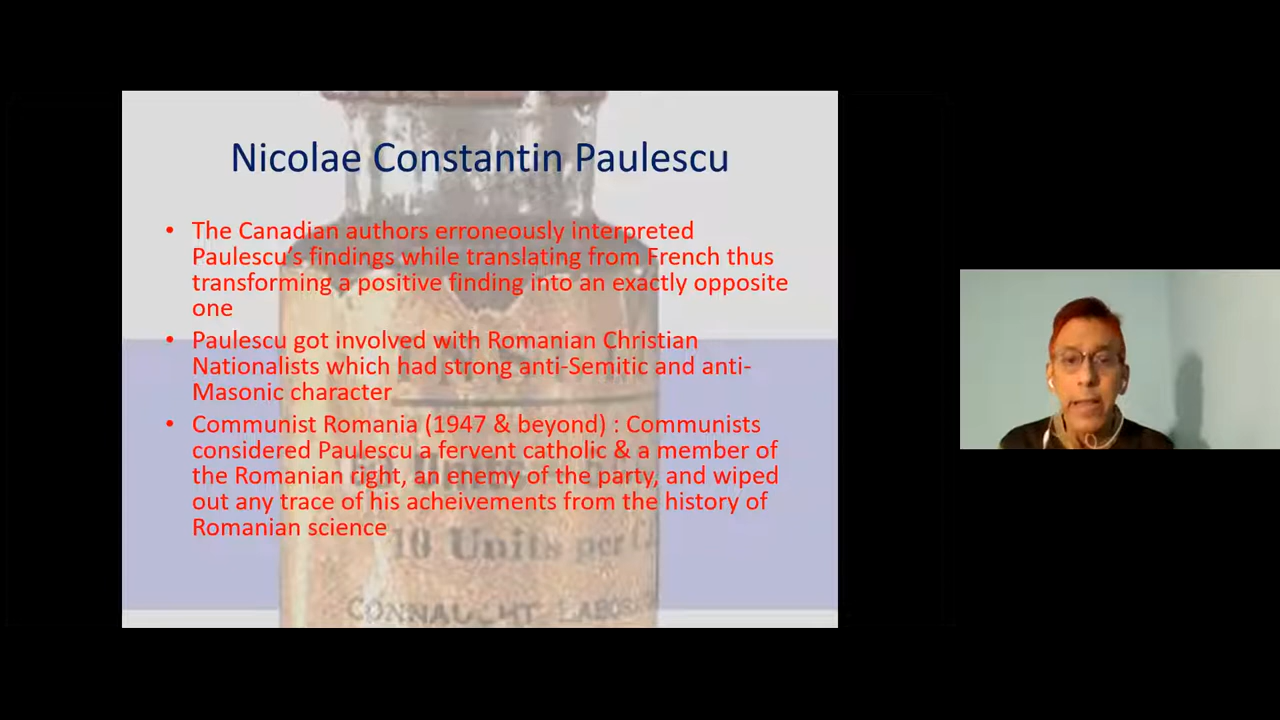 Nicolae Constantin Paulescu
• The Canadian authors erroneously interpreted
Paulescu's findings while translating from French thus
transforming a positive finding into an exactly opposite
one
• Paulescu got involved with Romanian Christian
Nationalists which had strong anti-Semitic and anti-
Masonic character
• Communist Romania (1947 & beyond) : Communists
considered Paulescu a fervent catholic & a member of
the Romanian right, an enemy of the party, and wiped
out any trace of his acheivements from the history of
Romanian science
10 Units per
CONNAUGHT